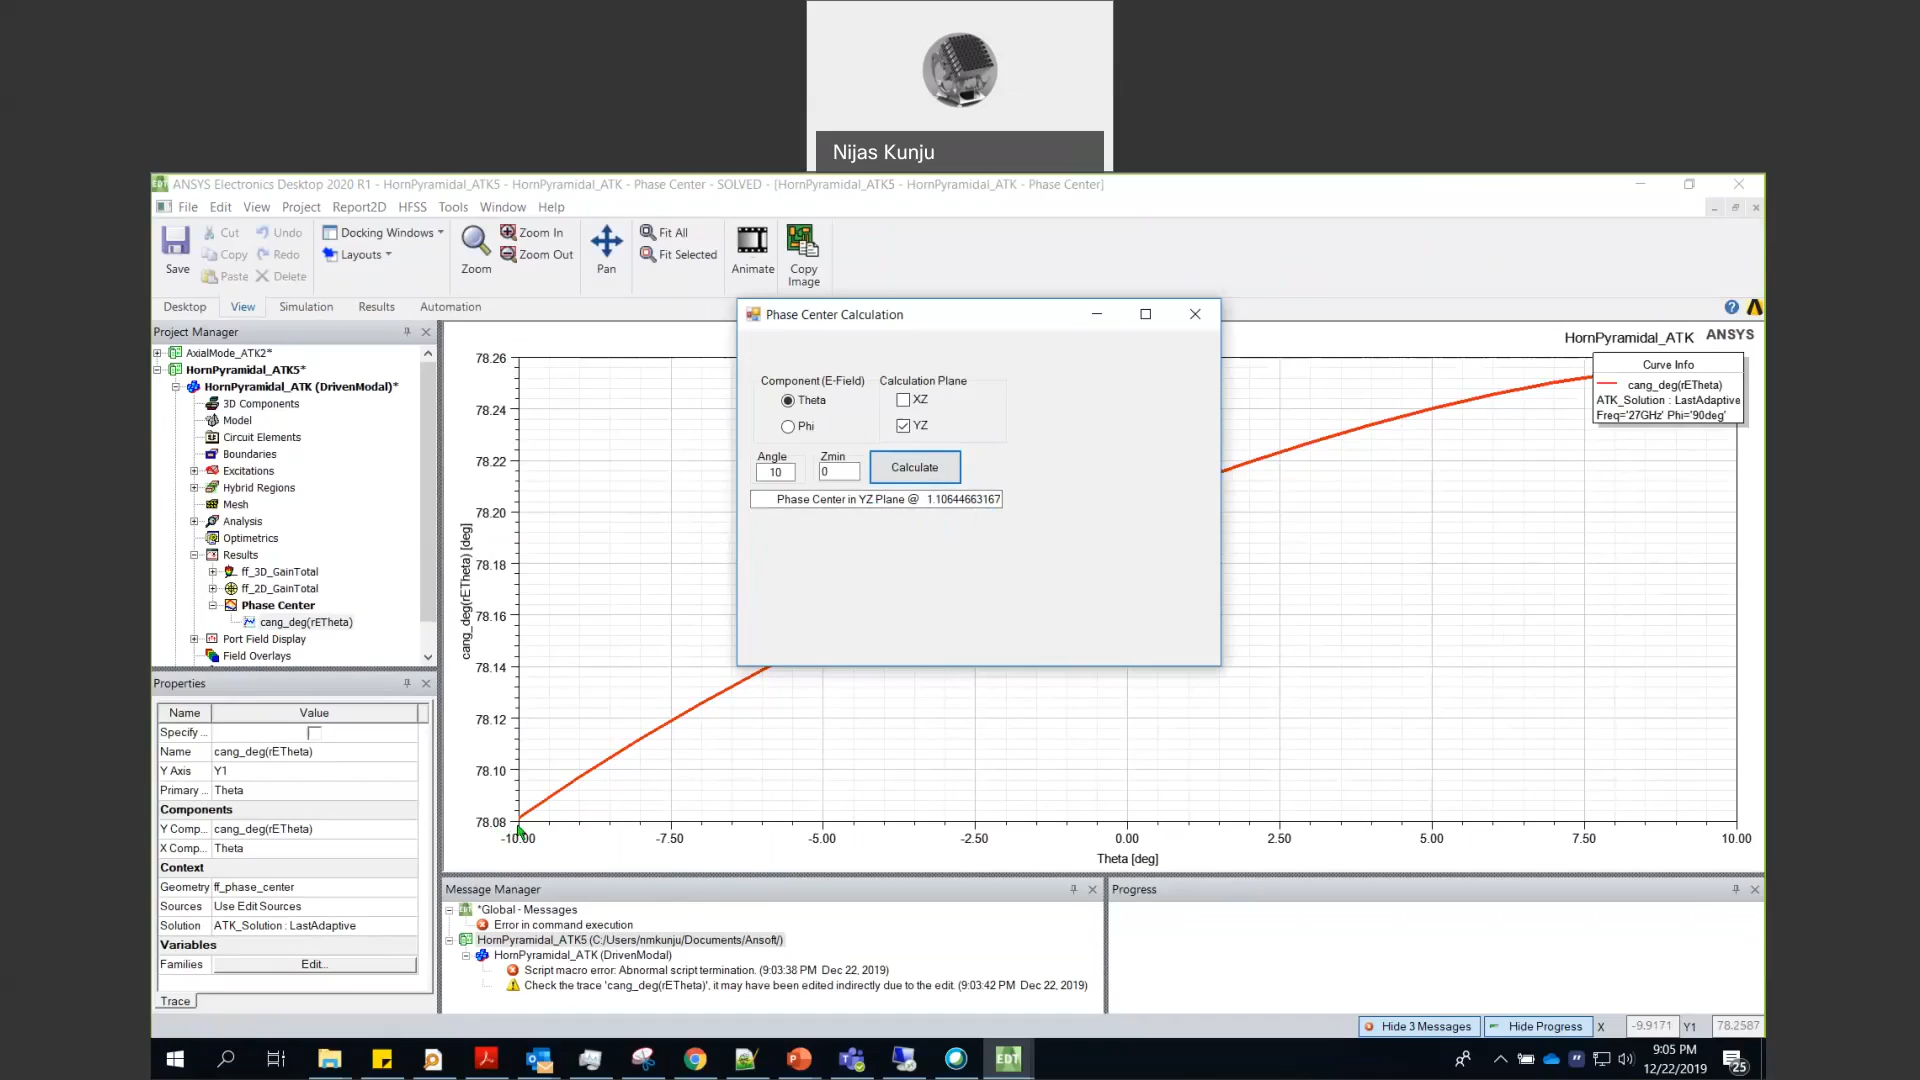 Nijas Kunju
ANSYS Electronics Desktop 2020 R1 - HornPyramidal_ATK5 - HornPyramidal_ATK - Phase Center - SOLVED - [HornPyramidal_ATK5 - HornPyramidal_ATK - Phase Center]
File Edit View Project Report2D HFSS Tools Window Help
Save
Cut
Copy
Paste
Undo
Redo
Delete
Docking Windows
Layouts
Zoom
Zoom In
Zoom Out
Pan
Fit All
Fit Selected
Animate
Copy
Image
Desktop View Simulation Results Automation
Project Manager
AxialMode_ATK2*
HornPyramidal_ATK5*
HornPyramidal_ATK (DrivenModal)*
3D Components
Model
Circuit Elements
Boundaries
Excitations
Hybrid Regions
Mesh
Analysis
Optimetrics
Results
ff_3D_GainTotal
ff_2D_GainTotal
Phase Center
cang_deg(rETheta)
Port Field Display
Field Overlays
Properties
Name Value
Specify ...
Name cang_deg(rETheta)
Y Axis Y1
Primary ... Theta
Components
Y Comp... cang_deg(rETheta)
X Comp... Theta
Context
Geometry ff_phase_center
Sources Use Edit Sources
Solution ATK_Solution : LastAdaptive
Variables
Families Edit...
Trace
HornPyramidal_ATK ANSYS
Curve Info
cang_deg(rETheta)
ATK_Solution : LastAdaptive
Freq='27GHz' Phi='90deg'
78.26
78.24
78.22
78.20
78.18
78.16
78.14
78.12
78.10
78.08
cang_deg(rETheta) [deg]
-10.00 -7.50 -5.00 -2.50 0.00 2.50 5.00 7.50 10.00
Theta [deg]
Phase Center Calculation
Component (E-Field) Calculation Plane
Theta XZ
Phi YZ
Angle Zmin
10 0 Calculate
Phase Center in YZ Plane @ 1.10644663167
Message Manager
*Global - Messages
Error in command execution
HornPyramidal_ATK5 (C:/Users/nmkunju/Documents/Ansoft/)
HornPyramidal_ATK (DrivenModal)
Script macro error: Abnormal script termination. (9:03:38 PM Dec 22, 2019)
Check the trace 'cang_deg(rETheta)', it may have been edited indirectly due to the edit. (9:03:42 PM Dec 22, 2019)
Progress
Hide 3 Messages Hide Progress X -9.9171 Y1 78.2587
EDT
9:05 PM
12/22/2019
25